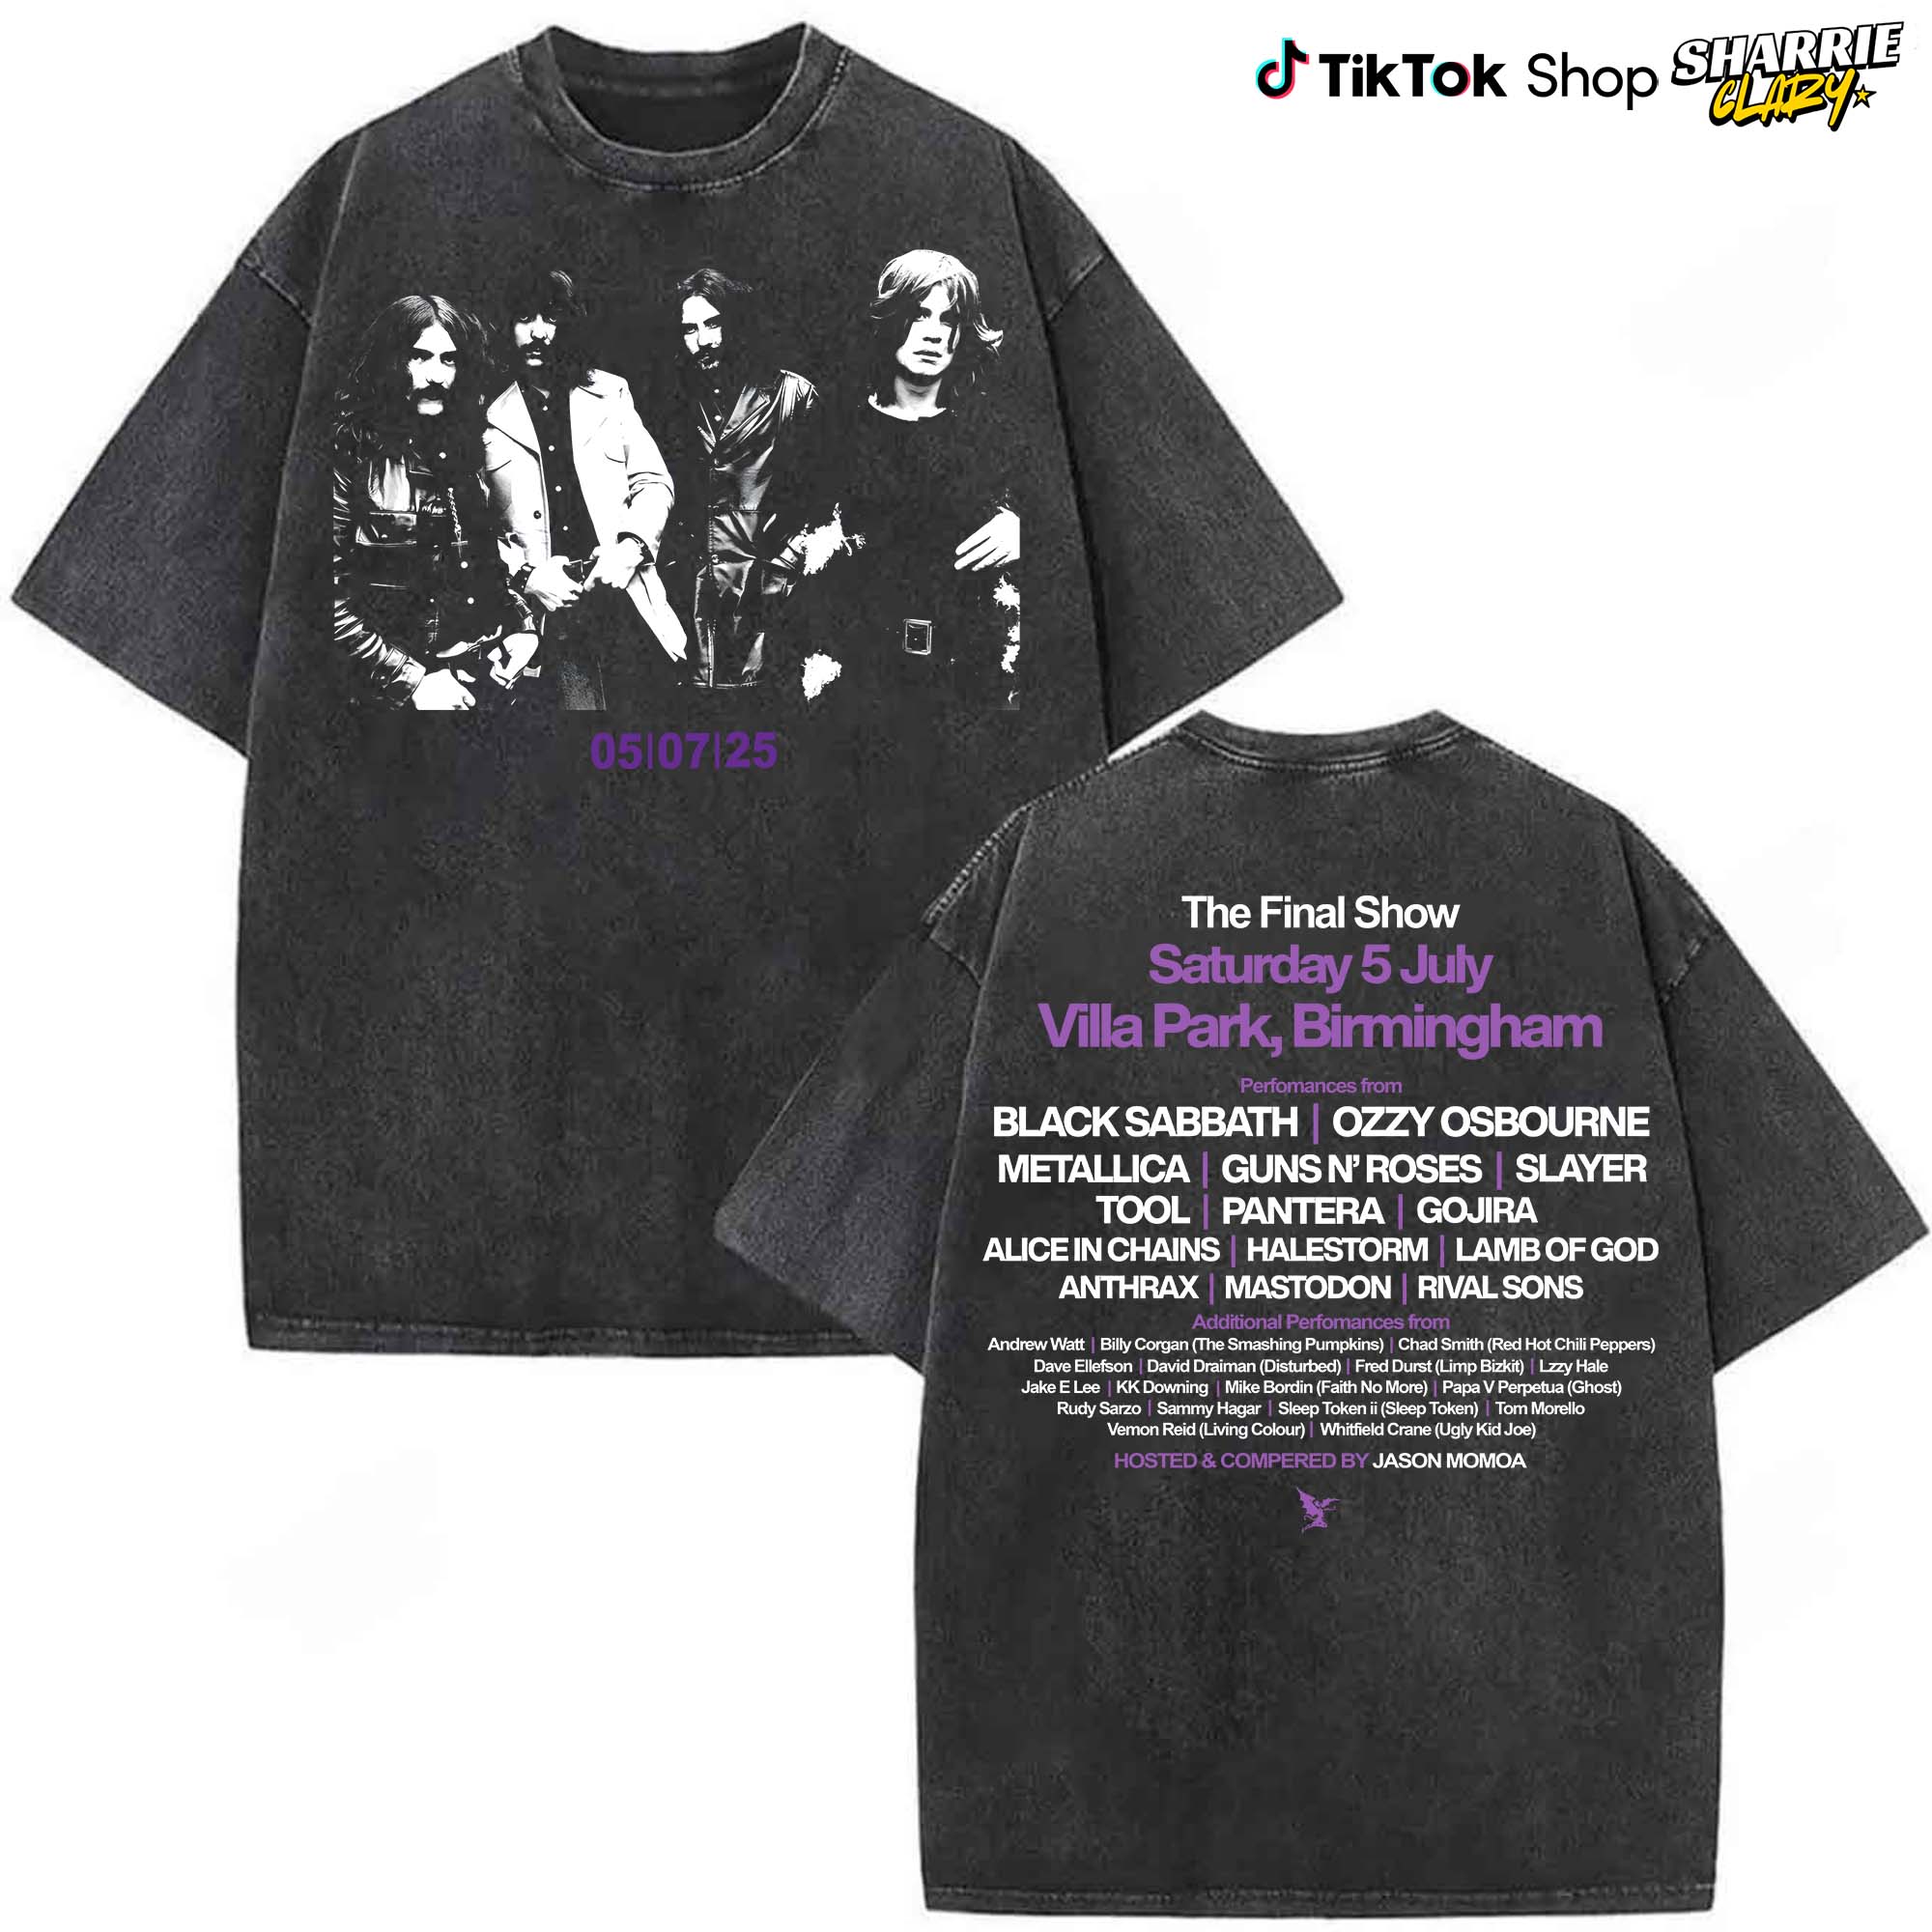 TikTok Shop SHARRIE CLARY
05|07|25
The Final Show
Saturday 5 July
Villa Park, Birmingham
Perfomances from
BLACK SABBATH | OZZY OSBOURNE
METALLICA | GUNS N' ROSES | SLAYER
TOOL | PANTERA | GOJIRA
ALICE IN CHAINS | HALESTORM | LAMB OF GOD
ANTHRAX | MASTODON | RIVAL SONS
Additional Perfomances from
Andrew Watt | Billy Corgan (The Smashing Pumpkins) | Chad Smith (Red Hot Chili Peppers)
Dave Ellefson | David Draiman (Disturbed) | Fred Durst (Limp Bizkit) | Lzzy Hale
Jake E Lee | KK Downing | Mike Bordin (Faith No More) | Papa V Perpetua (Ghost)
Rudy Sarzo | Sammy Hagar | Sleep Token ii (Sleep Token) | Tom Morello
Vernon Reid (Living Colour) | Whitfield Crane (Ugly Kid Joe)
HOSTED & COMPERED BY JASON MOMOA